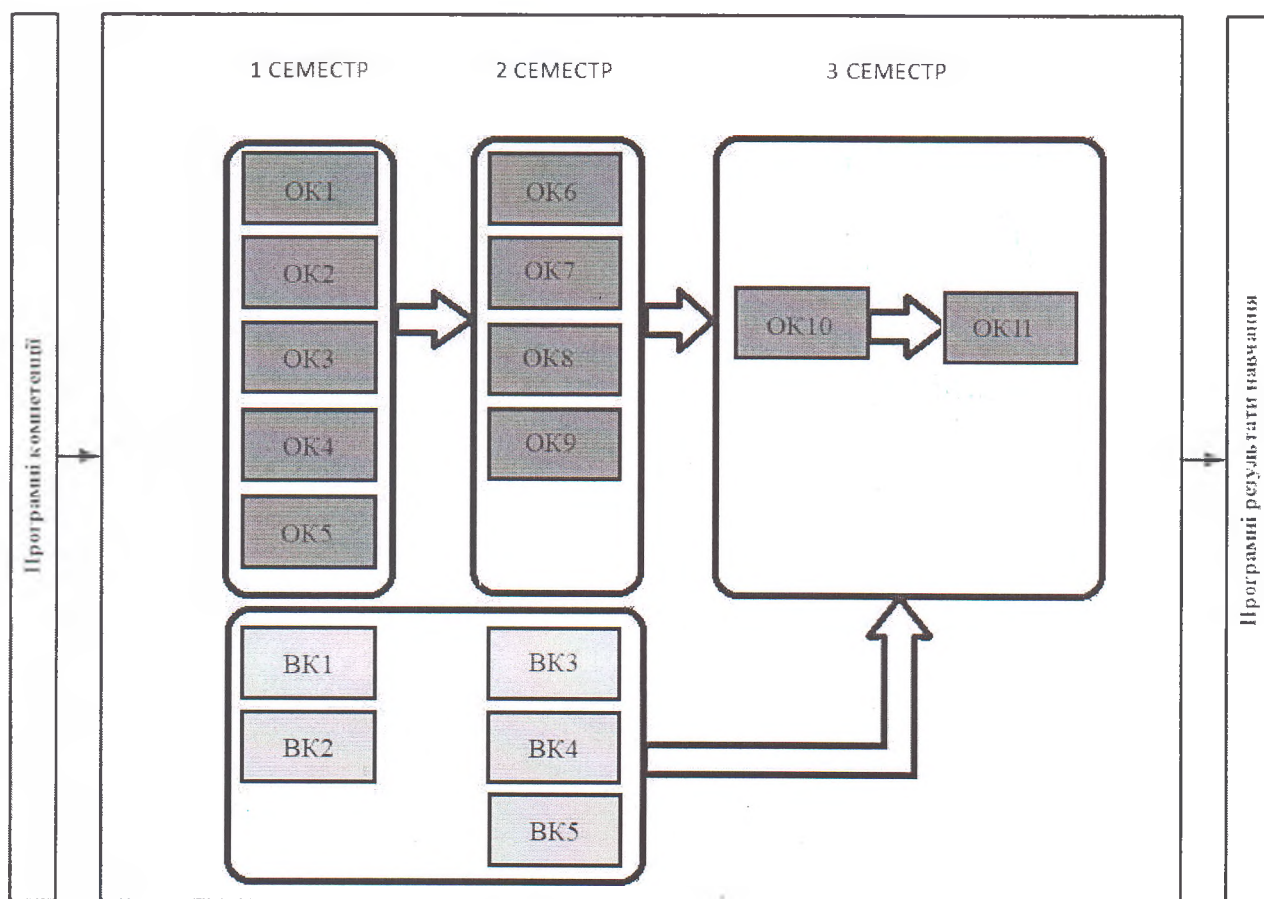 Програмні компетенції
1 СЕМЕСТР
2 СЕМЕСТР
3 СЕМЕСТР
ОК1
ОК2
ОК3
ОК4
ОК5
ОК6
ОК7
ОК8
ОК9
ОК10
ОК11
ВК1
ВК2
ВК3
ВК4
ВК5
Програмні результати навчання